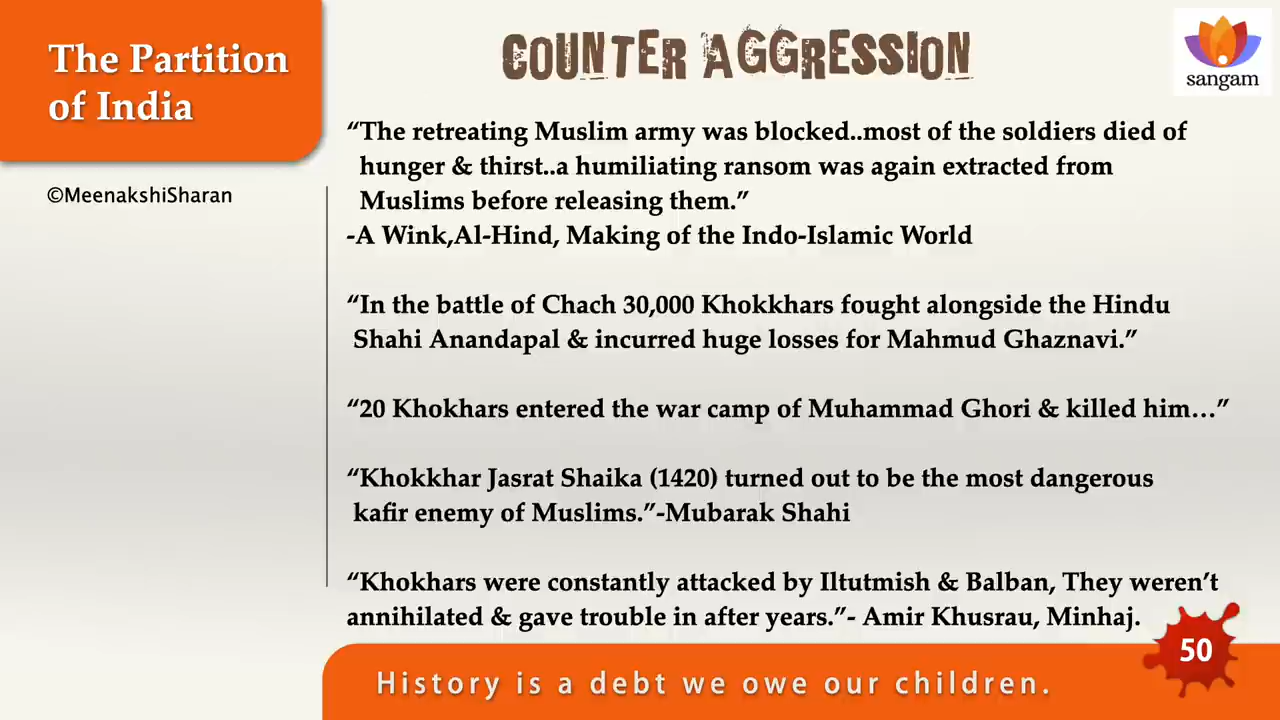 The Partition
of India
©MeenakshiSharan
COUNTER AGGRESSION
sangam
“The retreating Muslim army was blocked..most of the soldiers died of
hunger & thirst..a humiliating ransom was again extracted from
Muslims before releasing them.”
-A Wink,Al-Hind, Making of the Indo-Islamic World
“In the battle of Chach 30,000 Khokkhars fought alongside the Hindu
Shahi Anandapal & incurred huge losses for Mahmud Ghaznavi.”
“20 Khokhars entered the war camp of Muhammad Ghori & killed him…”
“Khokkhar Jasrat Shaika (1420) turned out to be the most dangerous
kafir enemy of Muslims.”-Mubarak Shahi
“Khokhars were constantly attacked by Iltutmish & Balban, They weren’t
annihilated & gave trouble in after years.”- Amir Khusrau, Minhaj.
50
History is a debt we owe our children.